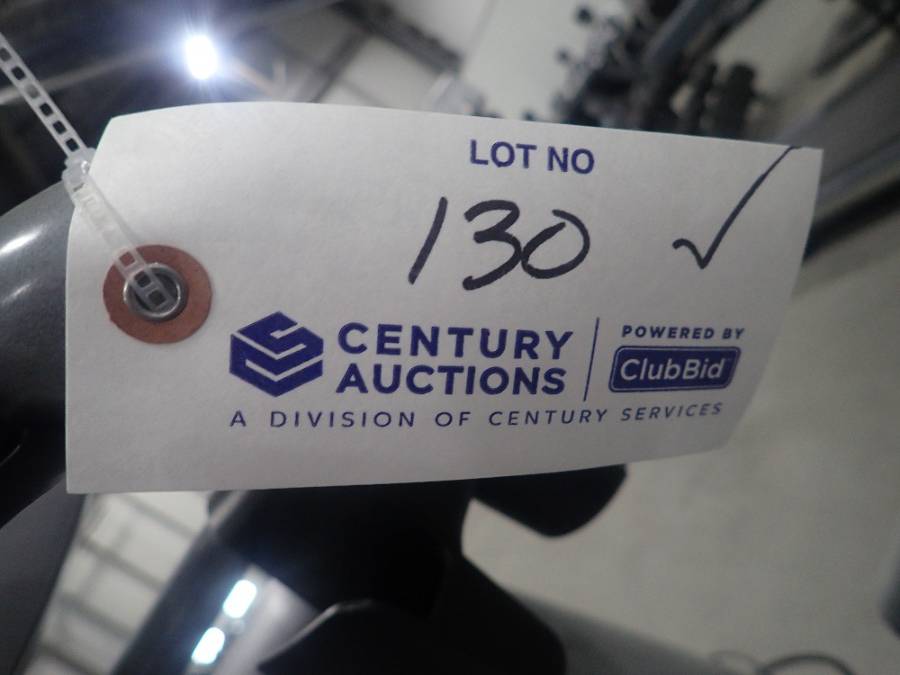 LOT NO
130 ✓
CENTURY
AUCTIONS
POWERED BY
ClubBid
A DIVISION OF CENTURY SERVICES